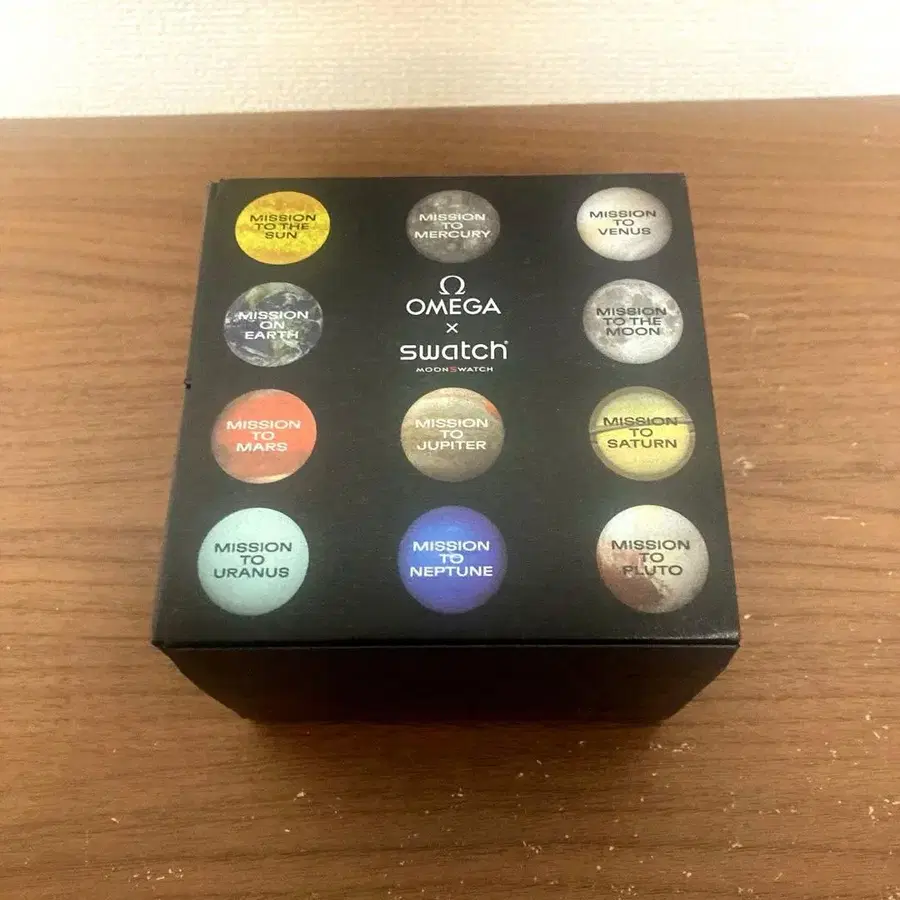 MISSION
TO THE
SUN
MISSION
TO
MERCURY
MISSION
TO
VENUS
MISSION
ON
EARTH
Ω
OMEGA
×
swatch®
MOONSWATCH
MISSION
TO THE
MOON
MISSION
TO
MARS
MISSION
TO
JUPITER
MISSION
TO
SATURN
MISSION
TO
URANUS
MISSION
TO
NEPTUNE
MISSION
TO
PLUTO